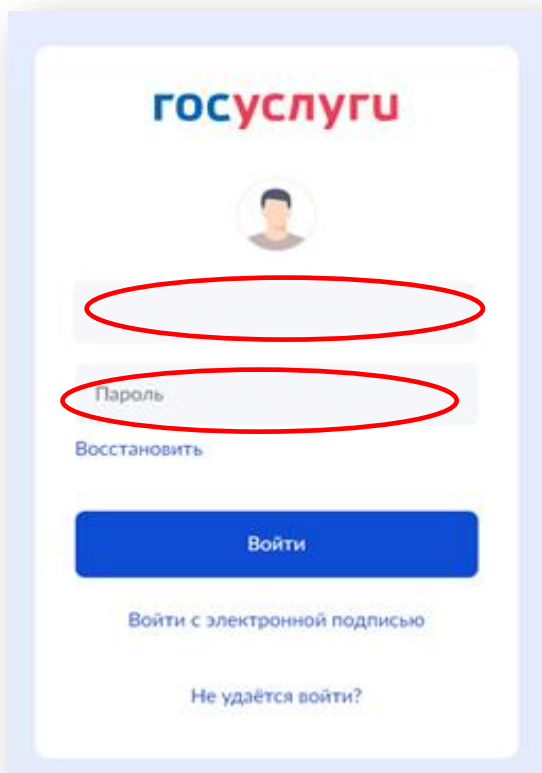 госуслуги
Пароль
Восстановить
Войти
Войти с электронной подписью
Не удаётся войти?